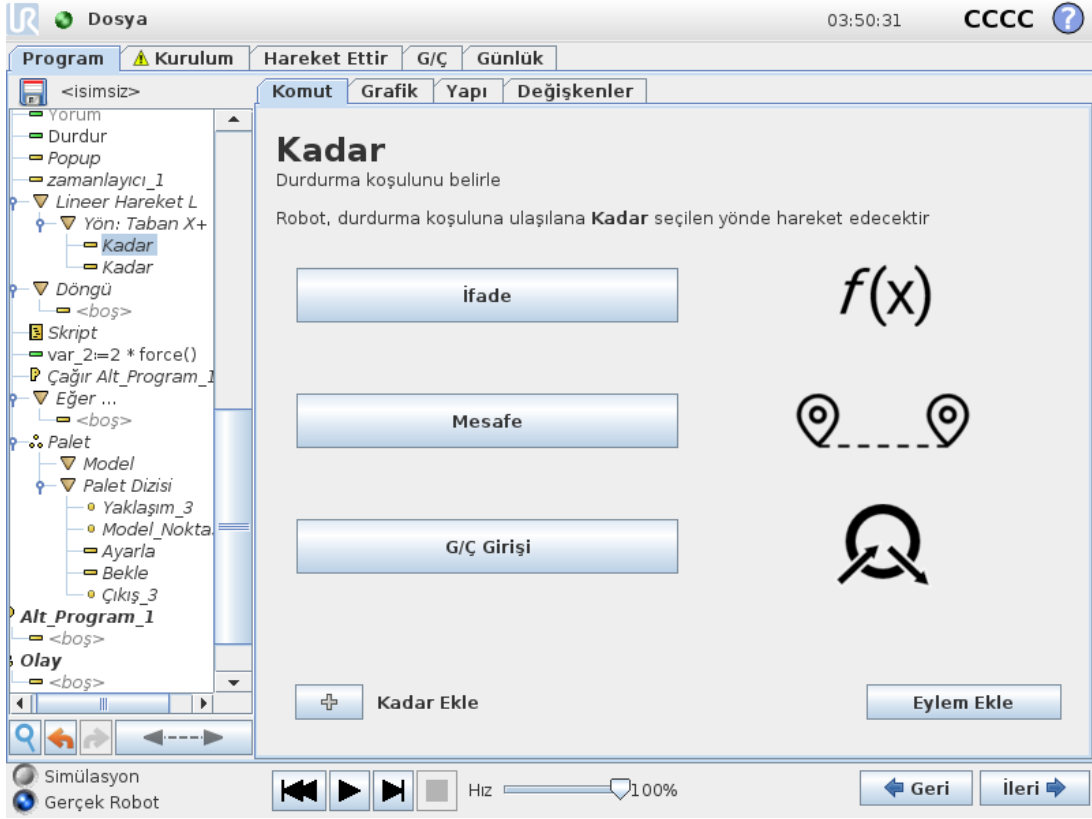 UR Dosya 03:50:31 CCCC ?
Program Kurulum Hareket Ettir G/Ç Günlük
<isimsiz>
Komut Grafik Yapı Değişkenler
Yorum
Durdur
Popup
zamanlayıcı_1
Lineer Hareket L
Yön: Taban X+
Kadar
Kadar
Döngü
<boş>
Skript
var_2:=2 * force()
Çağır Alt_Program_1
Eğer ...
<boş>
Palet
Model
Palet Dizisi
Yaklaşım_3
Model_Nokta
Ayarla
Bekle
Çıkış_3
Alt_Program_1
<boş>
Olay
<boş>
Kadar
Durdurma koşulunu belirle
Robot, durdurma koşuluna ulaşılana Kadar seçilen yönde hareket edecektir
İfade
f(x)
Mesafe
G/Ç Girişi
Kadar Ekle
Eylem Ekle
Simülasyon
Gerçek Robot
Hız 100%
Geri İleri